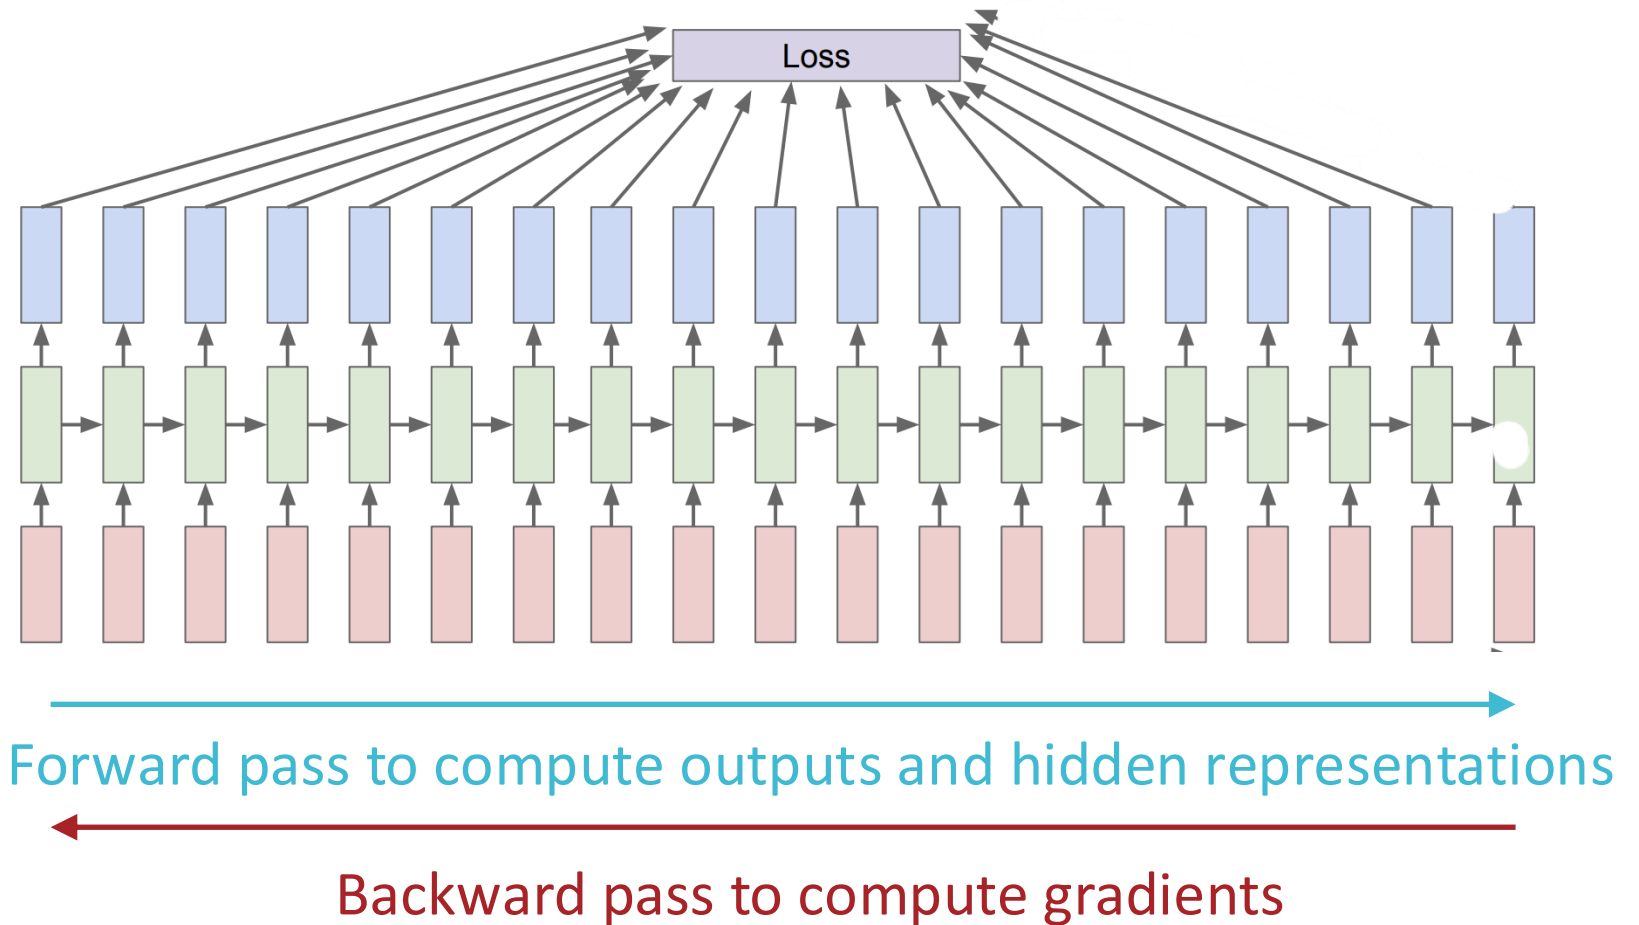 Loss
Forward pass to compute outputs and hidden representations
Backward pass to compute gradients